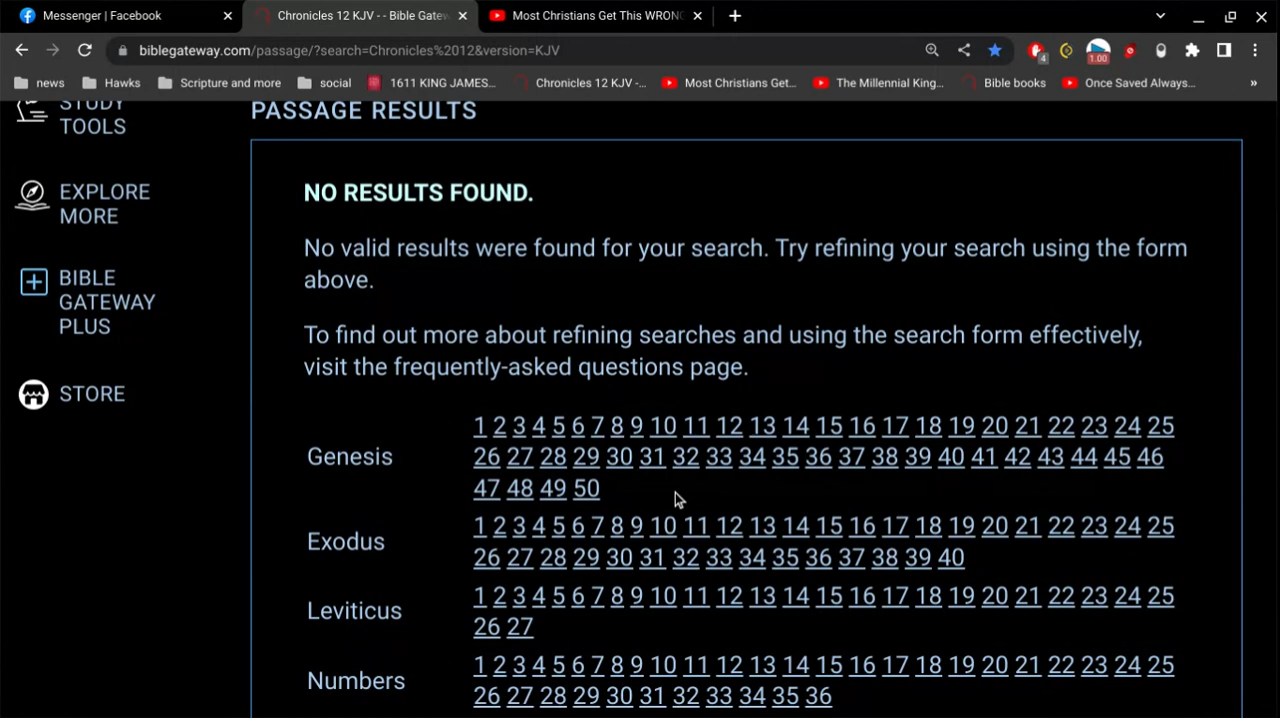 Messenger | Facebook
Chronicles 12 KJV - - Bible Gatew
Most Christians Get This WRONG
biblegateway.com/passage/?search=Chronicles%2012&version=KJV
4
1.00
news
Hawks
Scripture and more
social
1611 KING JAMES...
Chronicles 12 KJV -...
Most Christians Get...
The Millennial King...
Bible books
Once Saved Always...
»
STUDY
TOOLS
EXPLORE
MORE
BIBLE
GATEWAY
PLUS
STORE
PASSAGE RESULTS
NO RESULTS FOUND.
No valid results were found for your search. Try refining your search using the form
above.
To find out more about refining searches and using the search form effectively,
visit the frequently-asked questions page.
Genesis
1 2 3 4 5 6 7 8 9 10 11 12 13 14 15 16 17 18 19 20 21 22 23 24 25
26 27 28 29 30 31 32 33 34 35 36 37 38 39 40 41 42 43 44 45 46
47 48 49 50
Exodus
1 2 3 4 5 6 7 8 9 10 11 12 13 14 15 16 17 18 19 20 21 22 23 24 25
26 27 28 29 30 31 32 33 34 35 36 37 38 39 40
Leviticus
1 2 3 4 5 6 7 8 9 10 11 12 13 14 15 16 17 18 19 20 21 22 23 24 25
26 27
Numbers
1 2 3 4 5 6 7 8 9 10 11 12 13 14 15 16 17 18 19 20 21 22 23 24 25
26 27 28 29 30 31 32 33 34 35 36